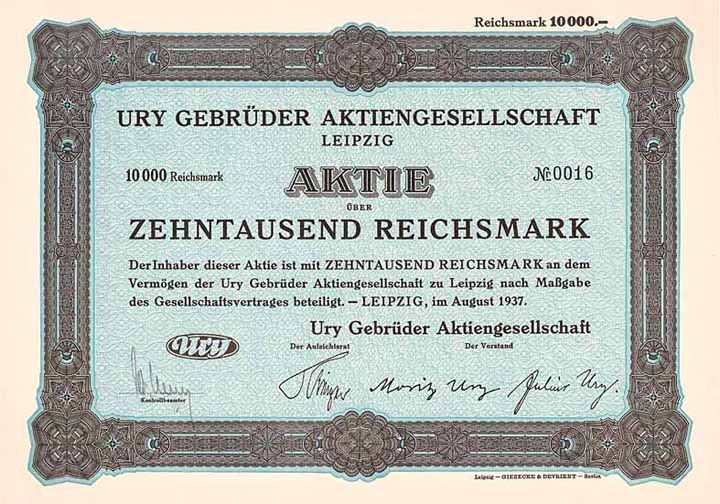 Reichsmark 10000.—
URY GEBRÜDER AKTIENGESELLSCHAFT
LEIPZIG
10000 Reichsmark AKTIE № 0016
ÜBER
ZEHNTAUSEND REICHSMARK
Der Inhaber dieser Aktie ist mit ZEHNTAUSEND REICHSMARK an dem
Vermögen der Ury Gebrüder Aktiengesellschaft zu Leipzig nach Maßgabe
des Gesellschaftsvertrages beteiligt. — LEIPZIG, im August 1937.
Ury Gebrüder Aktiengesellschaft
Ury
Der Aufsichtsrat Der Vorstand
Moritz Ury Julius Ury.
Kontrollbeamter
Leipzig — GIESECKE & DEVRIENT — Berlin